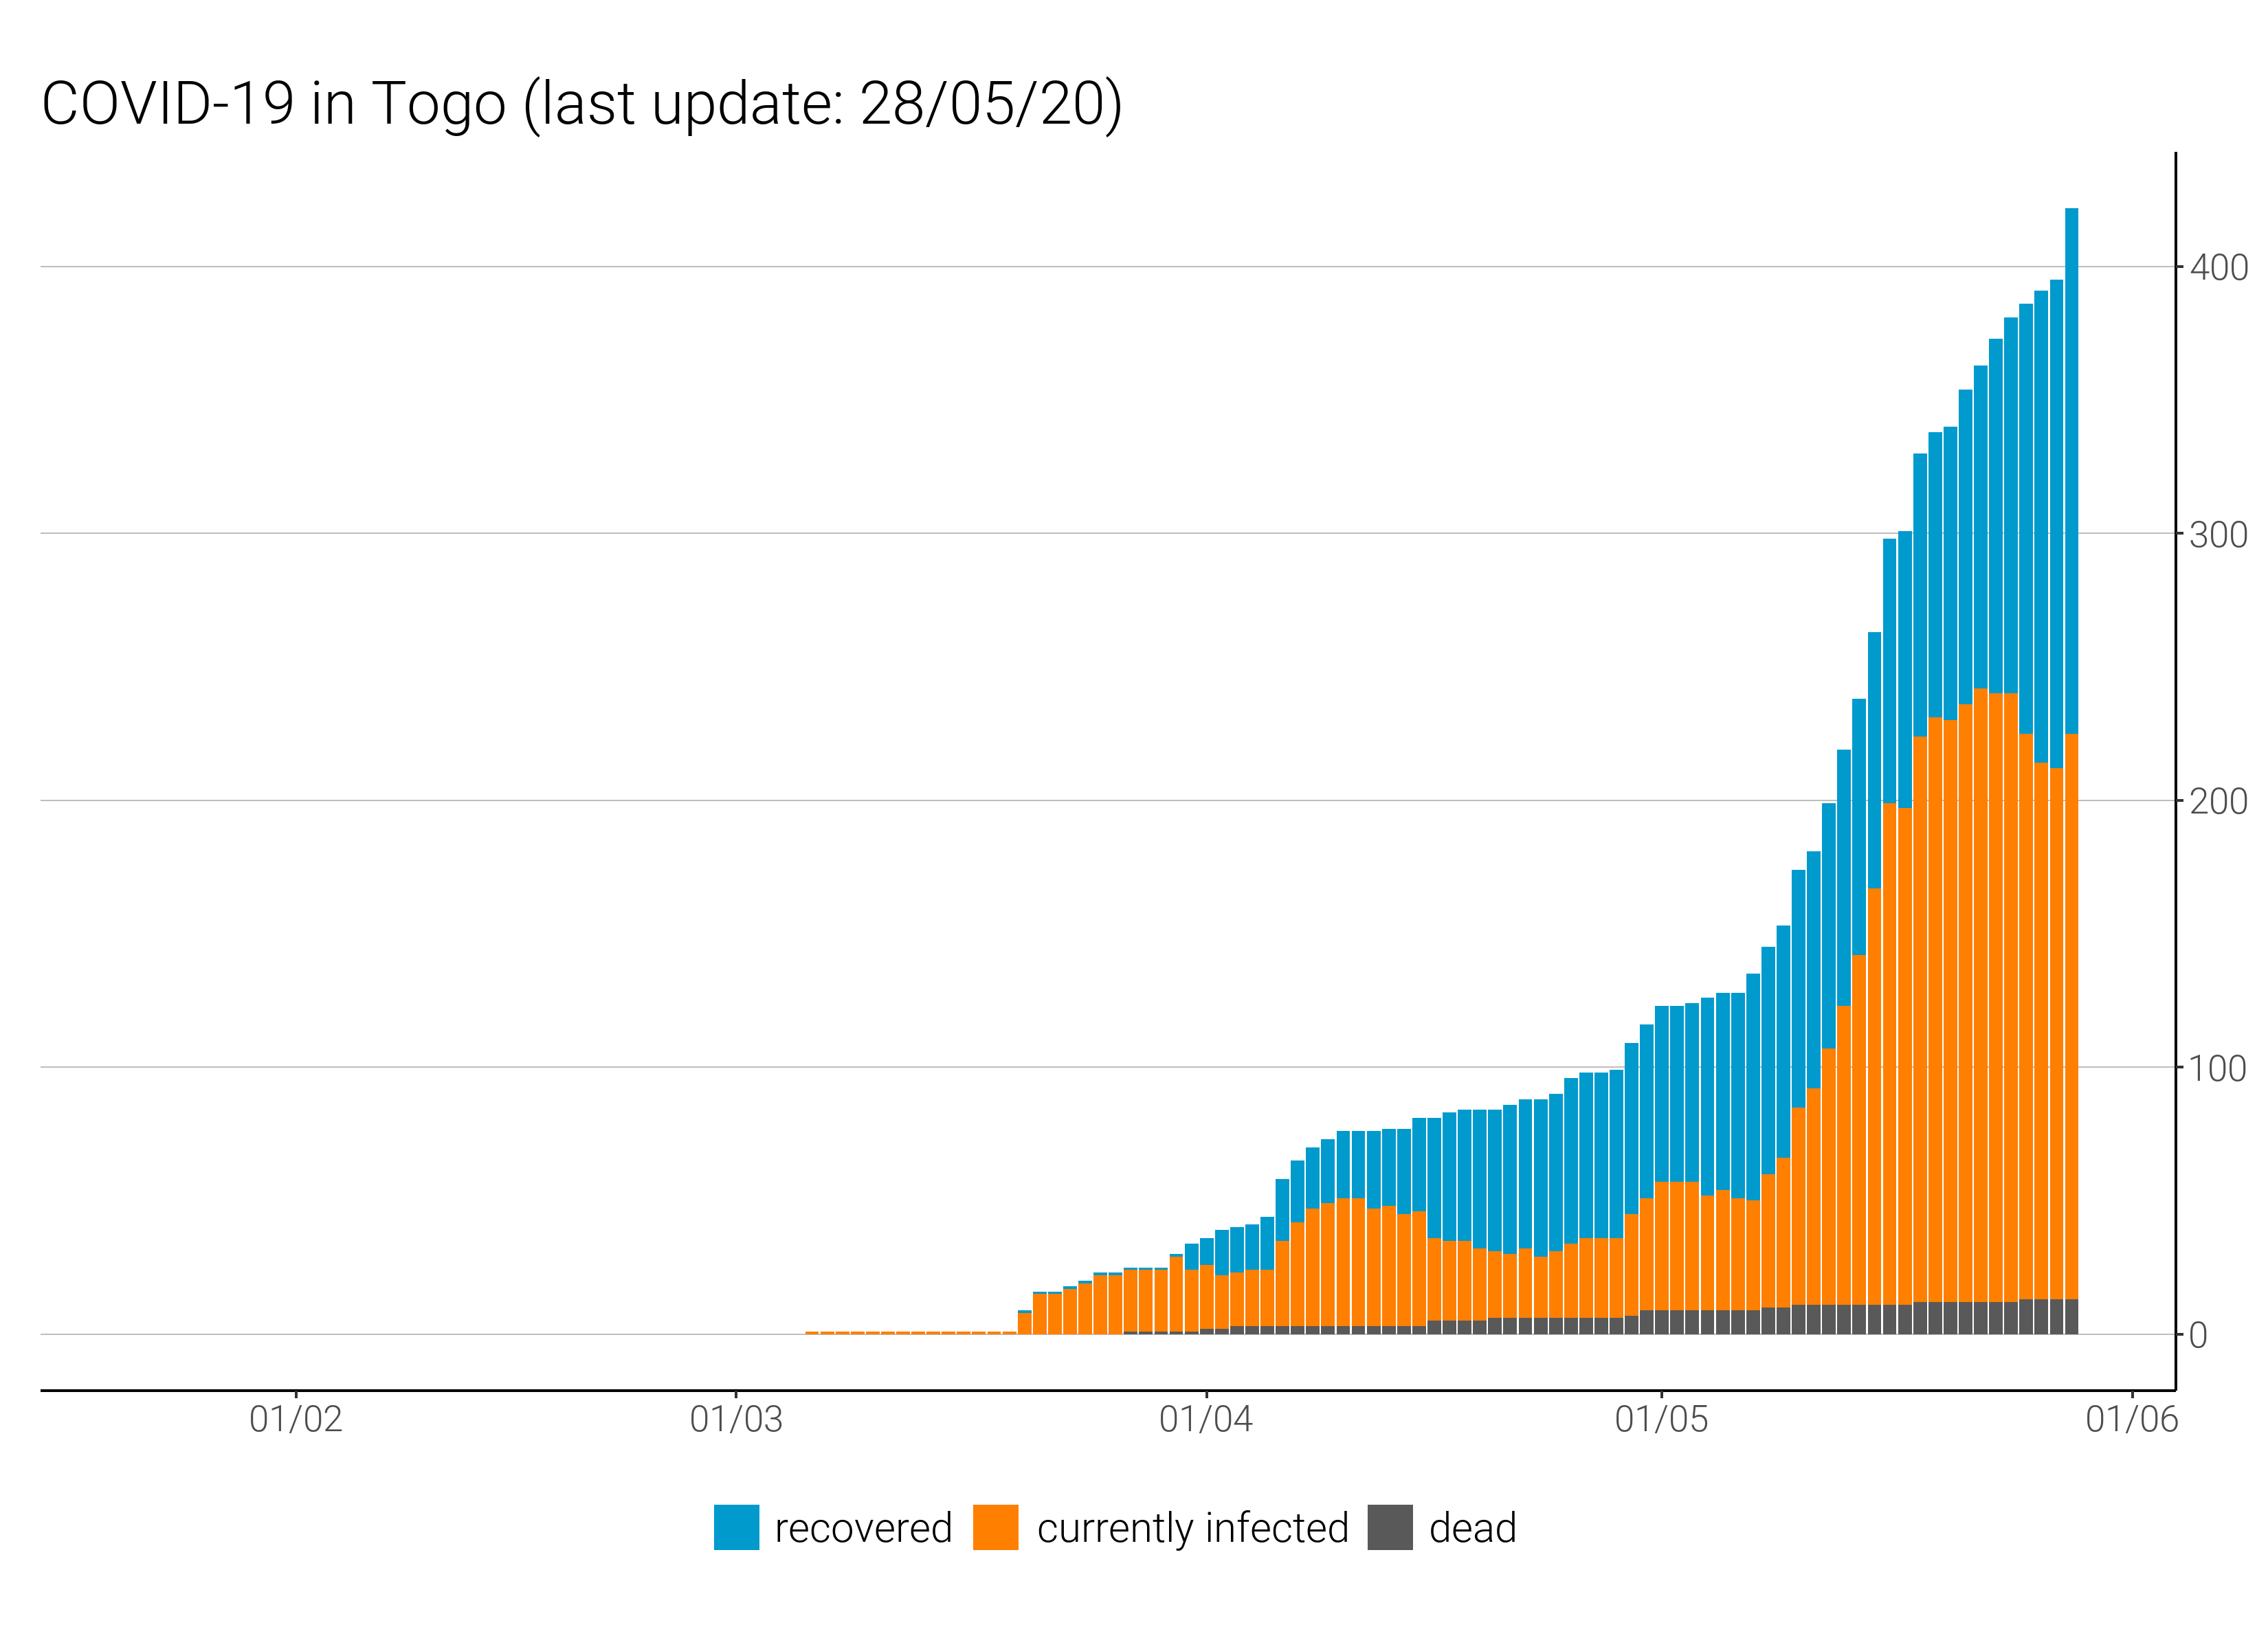 COVID-19 in Togo (last update: 28/05/20)
400
300
200
100
0
01/02 01/03 01/04 01/05 01/06
recovered currently infected dead